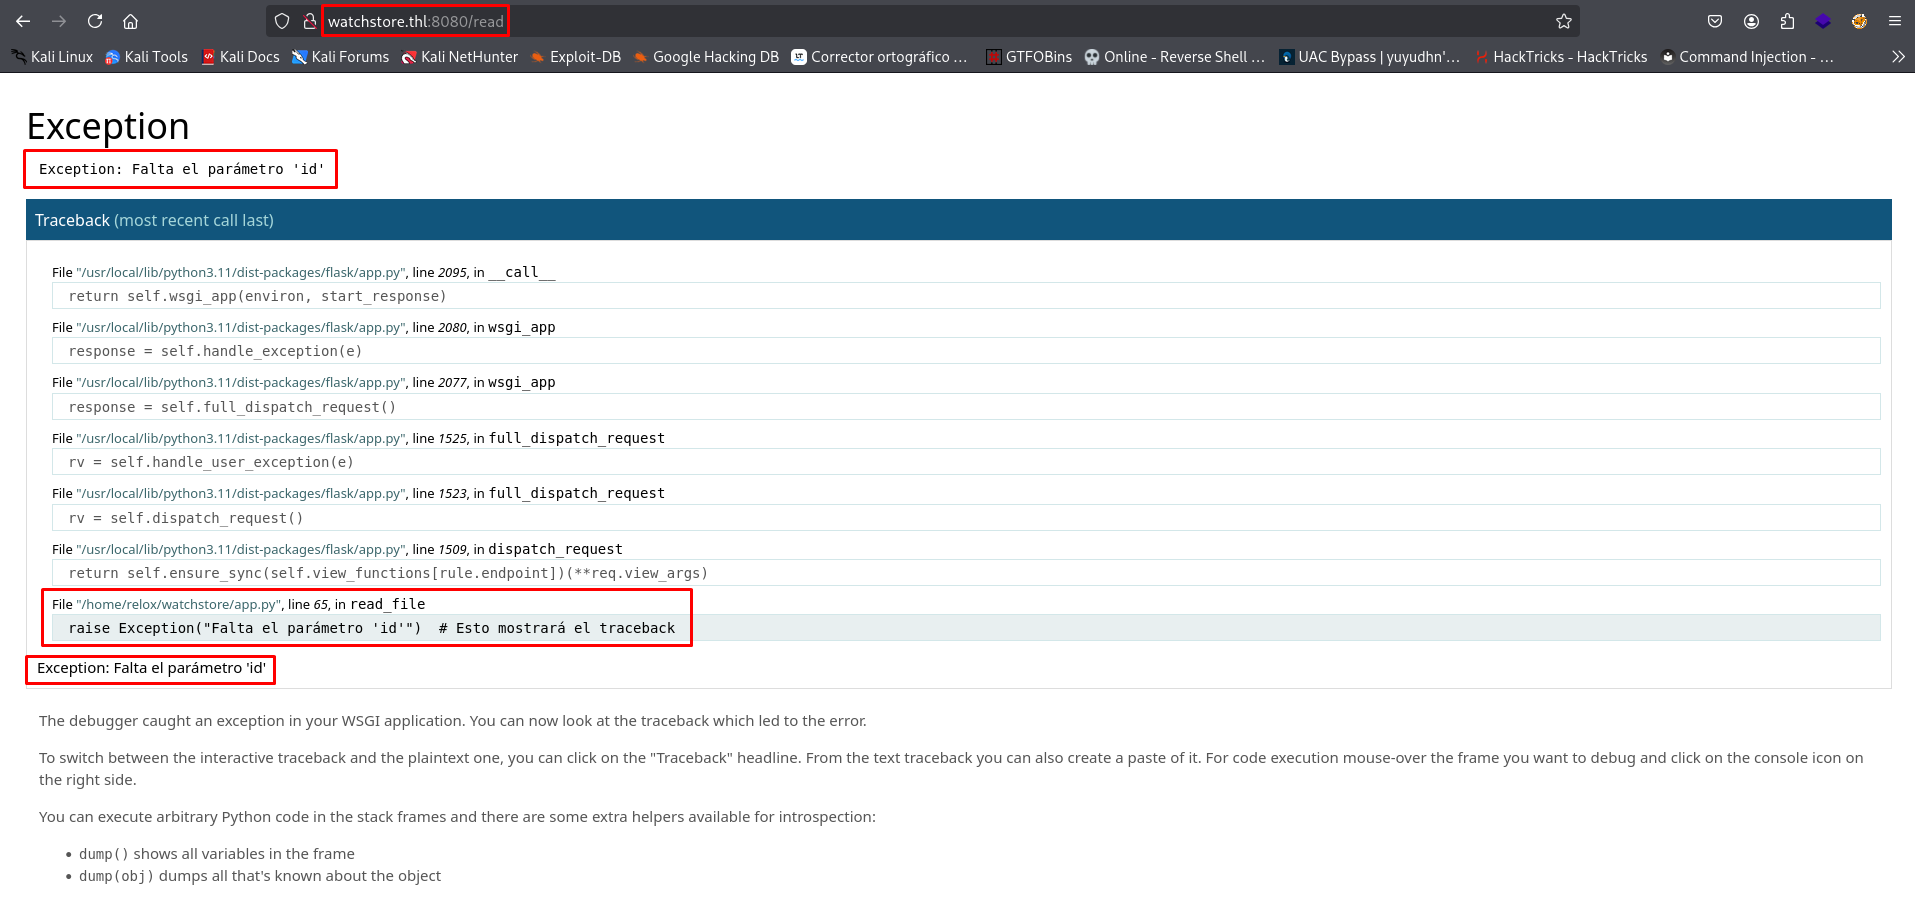 watchstore.thl:8080/read
Kali Linux Kali Tools Kali Docs Kali Forums Kali NetHunter Exploit-DB Google Hacking DB Corrector ortográfico … GTFOBins Online - Reverse Shell … UAC Bypass | yuyudhn'… HackTricks - HackTricks Command Injection - …
Exception
Exception: Falta el parámetro 'id'
Traceback (most recent call last)
File "/usr/local/lib/python3.11/dist-packages/flask/app.py", line 2095, in __call__
return self.wsgi_app(environ, start_response)
File "/usr/local/lib/python3.11/dist-packages/flask/app.py", line 2080, in wsgi_app
response = self.handle_exception(e)
File "/usr/local/lib/python3.11/dist-packages/flask/app.py", line 2077, in wsgi_app
response = self.full_dispatch_request()
File "/usr/local/lib/python3.11/dist-packages/flask/app.py", line 1525, in full_dispatch_request
rv = self.handle_user_exception(e)
File "/usr/local/lib/python3.11/dist-packages/flask/app.py", line 1523, in full_dispatch_request
rv = self.dispatch_request()
File "/usr/local/lib/python3.11/dist-packages/flask/app.py", line 1509, in dispatch_request
return self.ensure_sync(self.view_functions[rule.endpoint])(**req.view_args)
File "/home/relox/watchstore/app.py", line 65, in read_file
raise Exception("Falta el parámetro 'id'")  # Esto mostrará el traceback
Exception: Falta el parámetro 'id'
The debugger caught an exception in your WSGI application. You can now look at the traceback which led to the error.
To switch between the interactive traceback and the plaintext one, you can click on the "Traceback" headline. From the text traceback you can also create a paste of it. For code execution mouse-over the frame you want to debug and click on the console icon on
the right side.
You can execute arbitrary Python code in the stack frames and there are some extra helpers available for introspection:
• dump() shows all variables in the frame
• dump(obj) dumps all that's known about the object